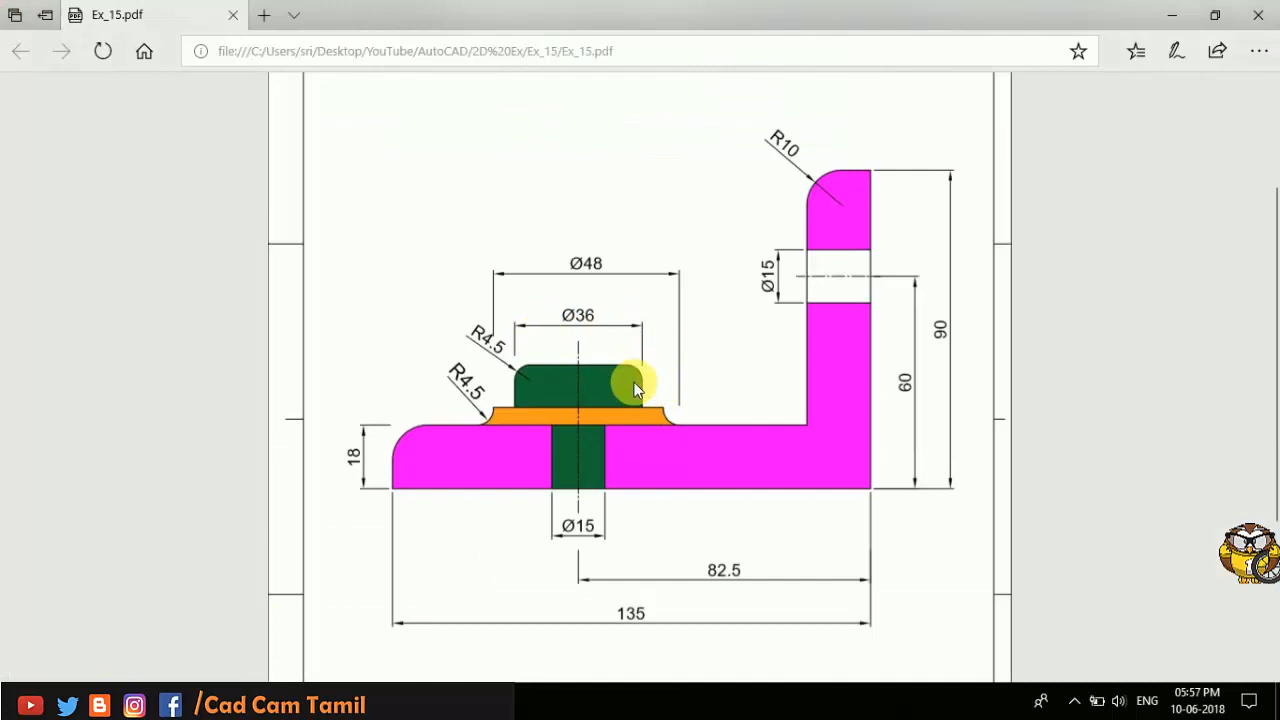 Ex_15.pdf
file:///C:/Users/sri/Desktop/YouTube/AutoCAD/2D%20Ex/Ex_15/Ex_15.pdf
R10
Ø48
Ø15
Ø36
R4.5
90
R4.5
60
18
Ø15
82.5
135
/Cad Cam Tamil
ENG
05:57 PM
10-06-2018